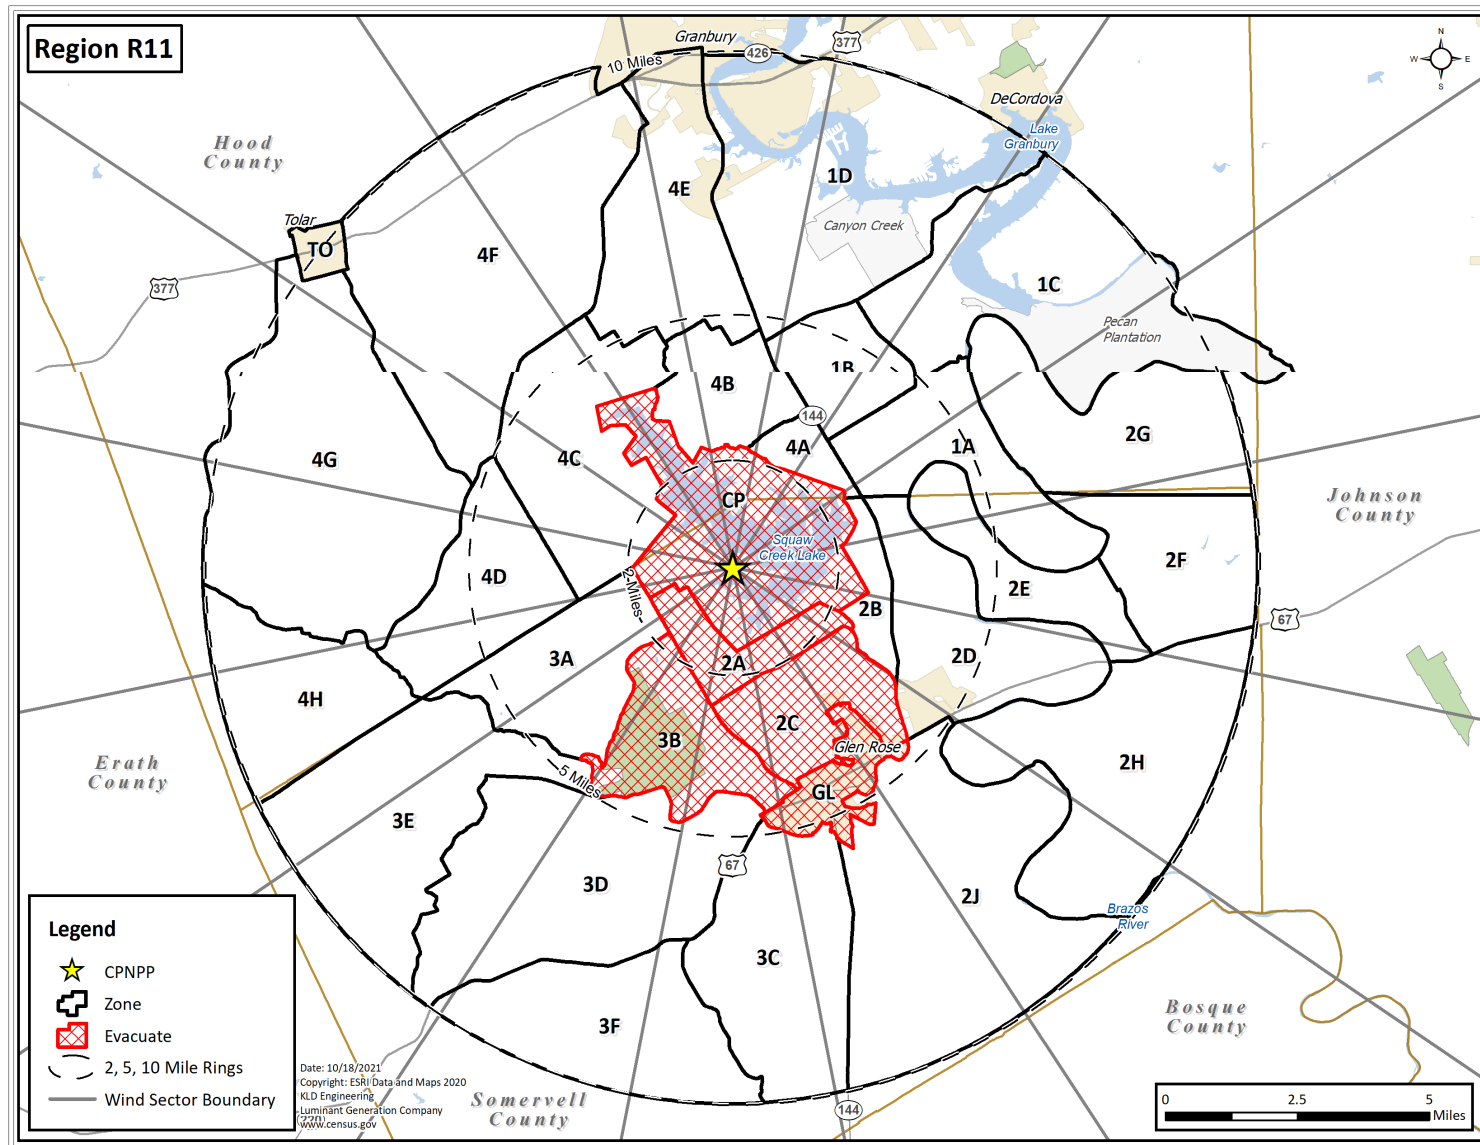 Region R11
Granbury
10 Miles
426
377
N
W E
S
DeCordova
Hood
County
Lake
Granbury
4E
1D
Tolar
TO
4F
Canyon Creek
377
1C
Pecan
Plantation
1B
4B
144
4G
4C
4A
1A
2G
CP
Johnson
County
Squaw
Creek Lake
4D
2 Miles
2B
2E
2F
67
3A
2A
2D
4H
3B
2C
Glen Rose
Erath
County
5 Miles
GL
2H
3E
67
3D
2J
Brazos
River
3C
Bosque
County
3F
Legend
CPNPP
Zone
Evacuate
2, 5, 10 Mile Rings
Wind Sector Boundary
Date: 10/18/2021
Copyright: ESRI Data and Maps 2020
KLD Engineering
Luminant Generation Company
www.census.gov
Somervell
County
144
0 2.5 5
Miles